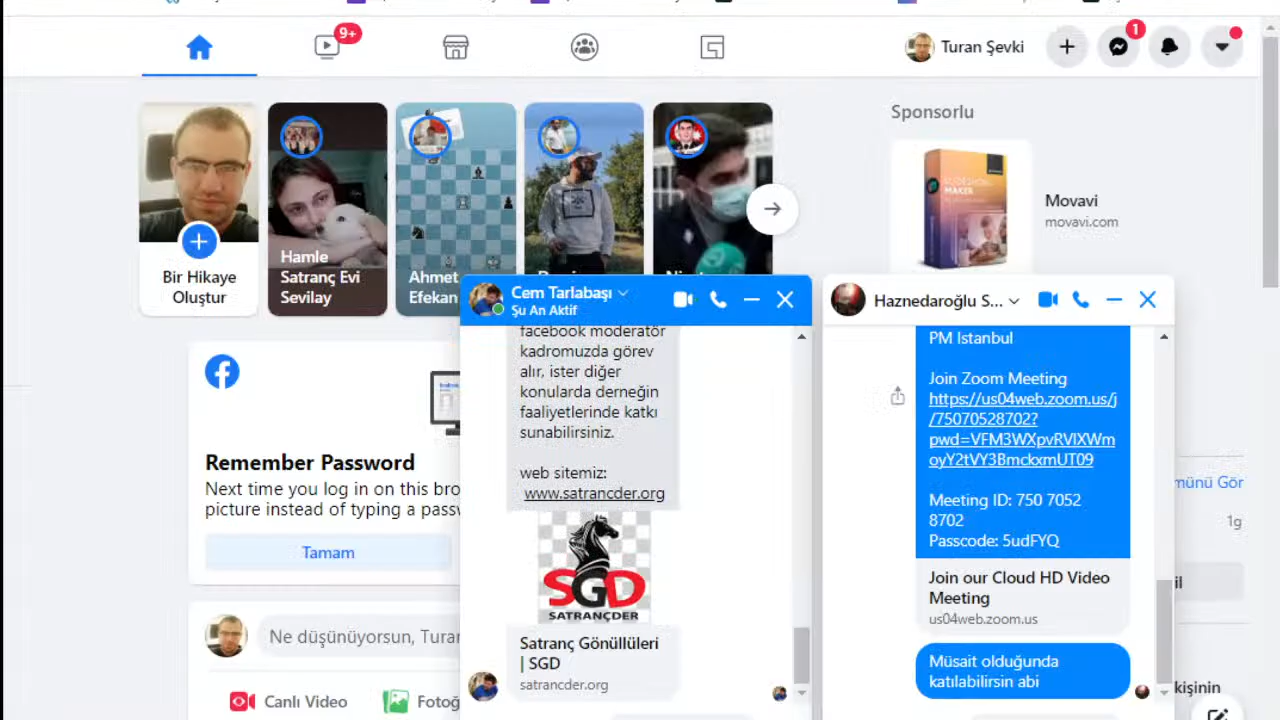 9+
Turan Şevki
1
Sponsorlu
Movavi
movavi.com
Bir Hikaye
Oluştur
Hamle
Satranç Evi
Sevilay
Ahmet
Efekan
Remember Password
Next time you log in on this bro
picture instead of typing a passw
Tamam
Ne düşünüyorsun, Turan
Canlı Video
Fotoğ
Cem Tarlabaşı
Şu An Aktif
facebook moderatör
kadromuzda görev
alır, ister diğer
konularda derneğin
faaliyetlerinde katkı
sunabilirsiniz.
web sitemiz:
www.satrancder.org
SGD
SATRANÇDER
Satranç Gönüllüleri
| SGD
satrancder.org
Haznedaroğlu S...
PM Istanbul
Join Zoom Meeting
https://us04web.zoom.us/j
/75070528702?
pwd=VFM3WXpvRVlXWm
oyY2tVY3BmckxmUT09
Meeting ID: 750 7052
8702
Passcode: 5udFYQ
Join our Cloud HD Video
Meeting
us04web.zoom.us
Müsait olduğunda
katılabilirsin abi
münü Gör
1g
il
kişinin